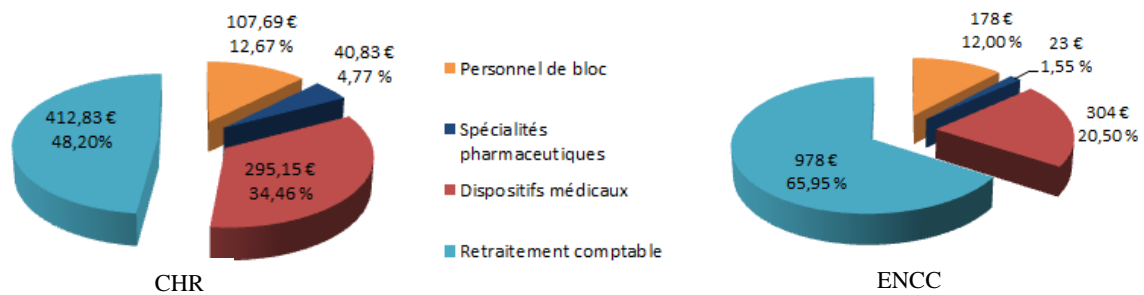 107,69 €
12,67 %
40,83 €
4,77 %
412,83 €
48,20%
295,15 €
34,46 %
CHR
Personnel de bloc
Spécialités
pharmaceutiques
Dispositifs médicaux
Retraitement comptable
178 €
12,00 %
23 €
1,55 %
304 €
20,50 %
978 €
65,95 %
ENCC